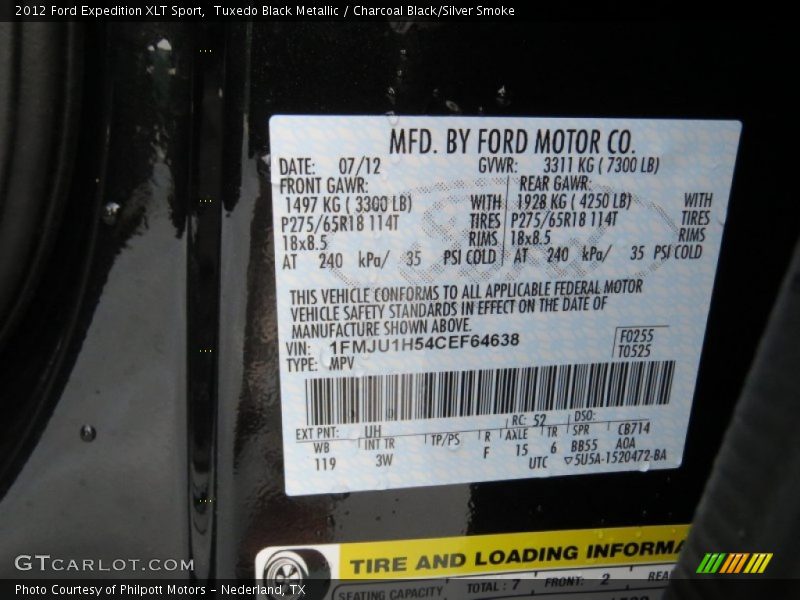 2012 Ford Expedition XLT Sport,  Tuxedo Black Metallic / Charcoal Black/Silver Smoke
MFD. BY FORD MOTOR CO.
DATE: 07/12 GVWR: 3311 KG ( 7300 LB)
FRONT GAWR: REAR GAWR:
1497 KG ( 3300 LB) WITH 1928 KG ( 4250 LB) WITH
P275/65R18 114T TIRES P275/65R18 114T TIRES
18x8.5 RIMS 18x8.5 RIMS
AT 240 kPa/ 35 PSI COLD AT 240 kPa/ 35 PSI COLD
THIS VEHICLE CONFORMS TO ALL APPLICABLE FEDERAL MOTOR
VEHICLE SAFETY STANDARDS IN EFFECT ON THE DATE OF
MANUFACTURE SHOWN ABOVE.
VIN: 1FMJU1H54CEF64638 F0255
TYPE: MPV T0525
EXT PNT: UH RC: 52 DSO:
WB INT TR TP/PS R AXLE TR SPR CB714
119 3W F 15 6 BB55 AOA
UTC ▽5U5A-1520472-BA
TIRE AND LOADING INFORMA
SEATING CAPACITY TOTAL: 7 FRONT: 2 REA
GTCARLOT.COM
Photo Courtesy of Philpott Motors - Nederland, TX